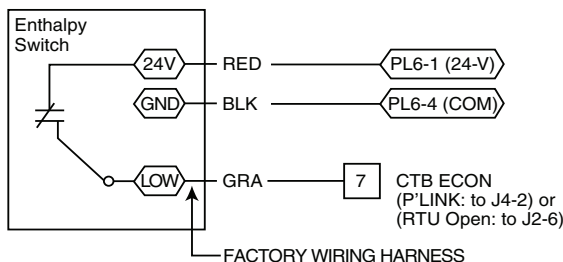 Enthalpy
Switch
24V RED PL6-1 (24-V)
GND BLK PL6-4 (COM)
LOW GRA 7 CTB ECON
(P'LINK: to J4-2) or
(RTU Open: to J2-6)
FACTORY WIRING HARNESS